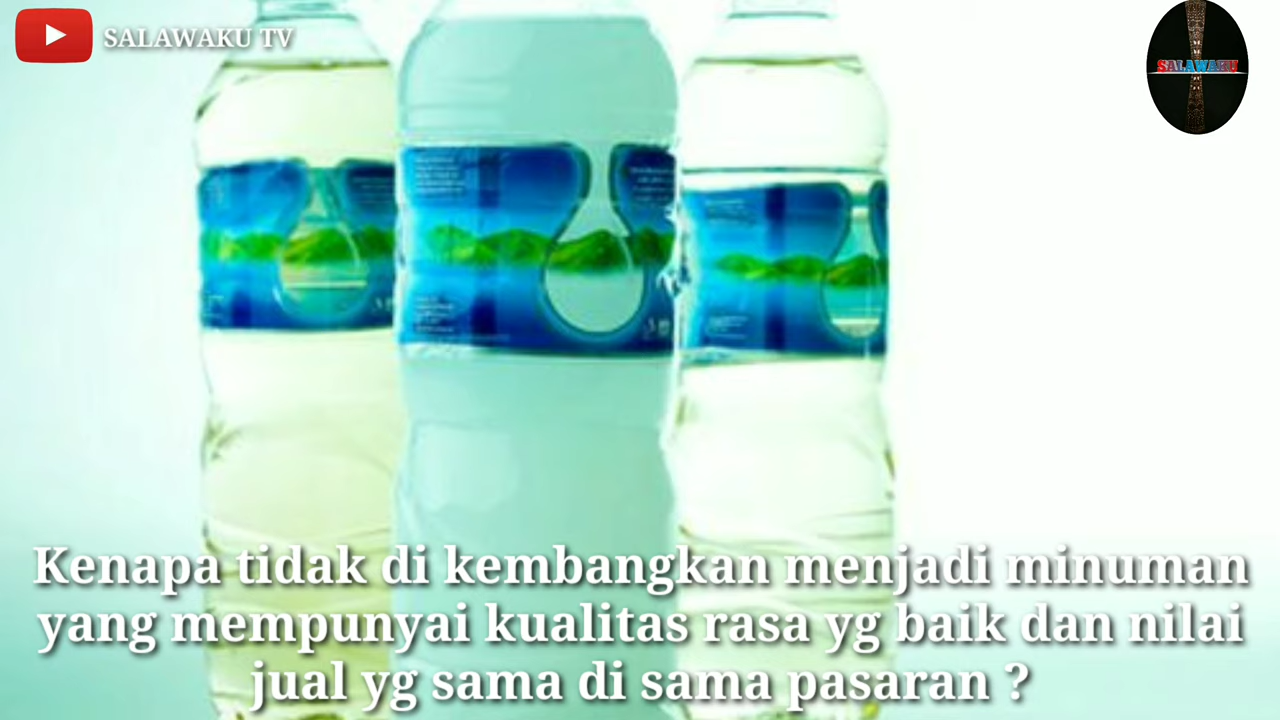 SALAWAKU TV
SALAWAKU
Kenapa tidak di kembangkan menjadi minuman
yang mempunyai kualitas rasa yg baik dan nilai
jual yg sama di sama pasaran ?